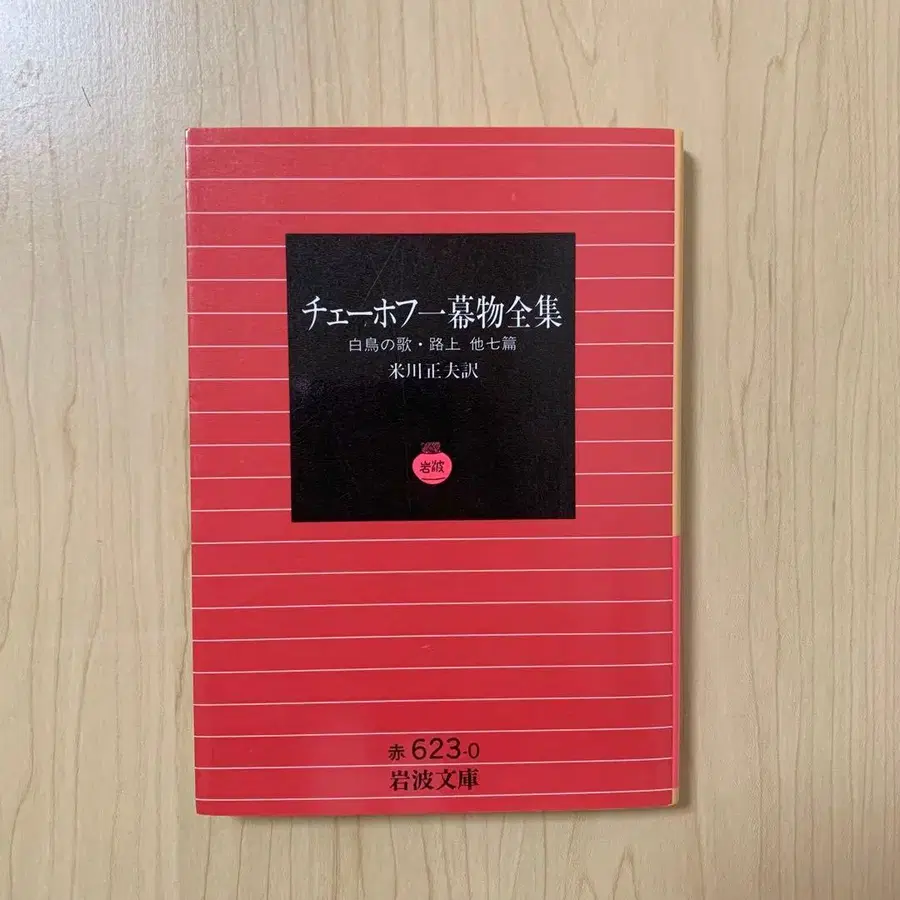 チェーホフ一幕物全集
白鳥の歌・路上 他七篇
米川正夫訳
岩波
赤 623-0
岩波文庫